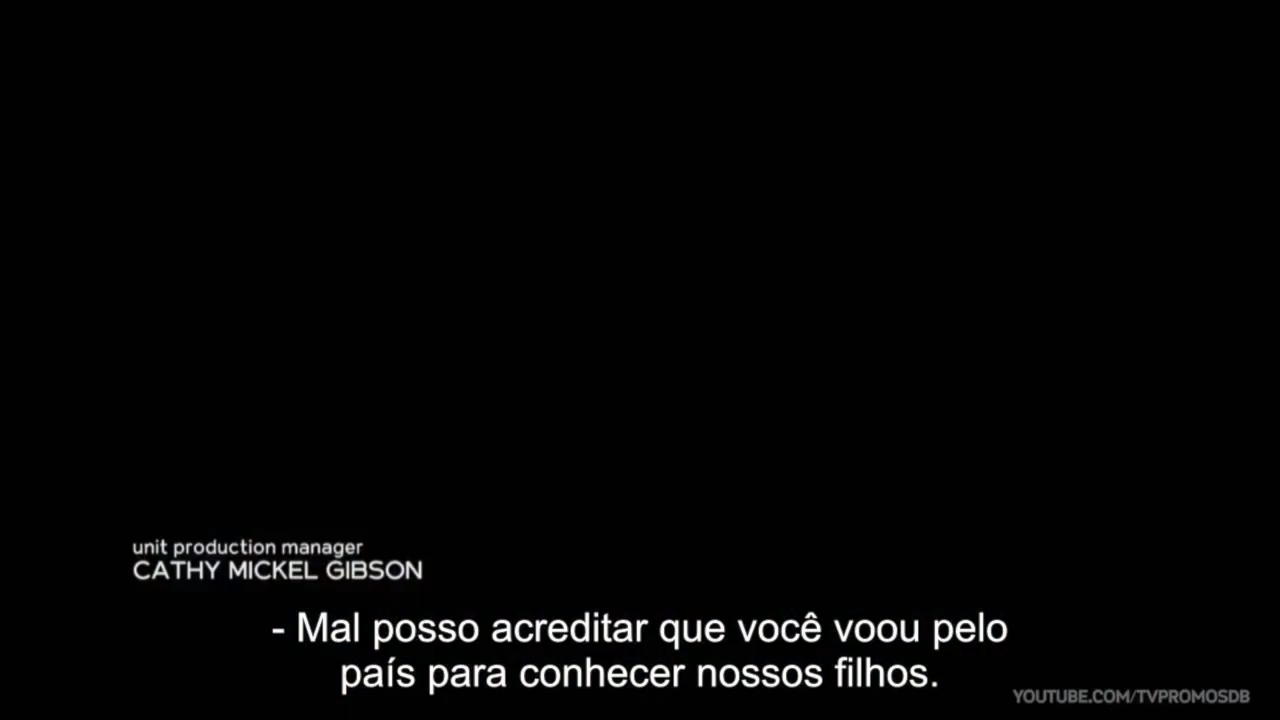 unit production manager
CATHY MICKEL GIBSON
- Mal posso acreditar que você voou pelo
país para conhecer nossos filhos.
YOUTUBE.COM/TVPROMOSDB